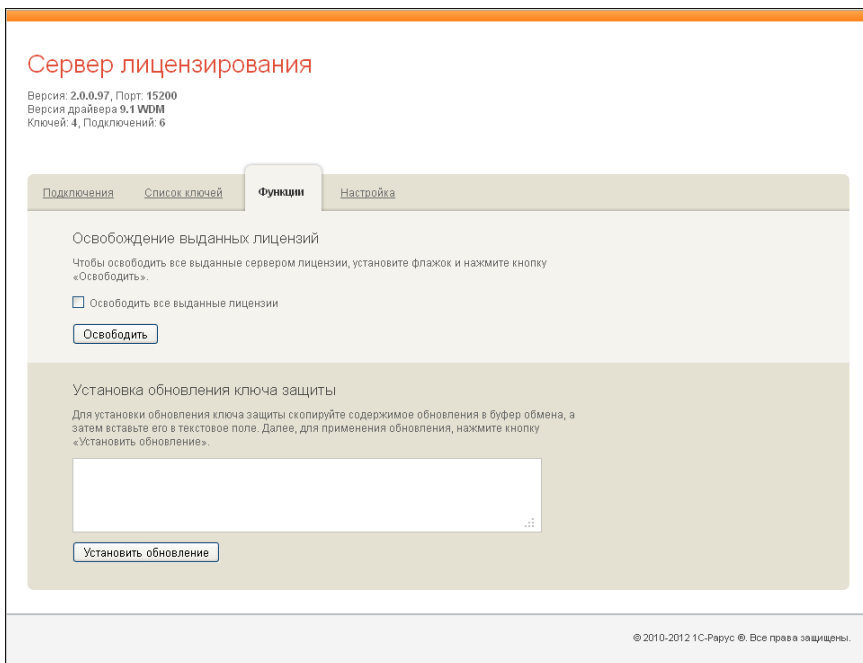 Сервер лицензирования
Версия: 2.0.0.97, Порт: 15200
Версия драйвера 9.1 WDM
Ключей: 4, Подключений: 6
Подключения Список ключей Функции Настройка
Освобождение выданных лицензий
Чтобы освободить все выданные сервером лицензии, установите флажок и нажмите кнопку
«Освободить».
Освободить все выданные лицензии
Освободить
Установка обновления ключа защиты
Для установки обновления ключа защиты скопируйте содержимое обновления в буфер обмена, а
затем вставьте его в текстовое поле. Далее, для применения обновления, нажмите кнопку
«Установить обновление».
Установить обновление
© 2010-2012 1С-Рарус ®. Все права защищены.